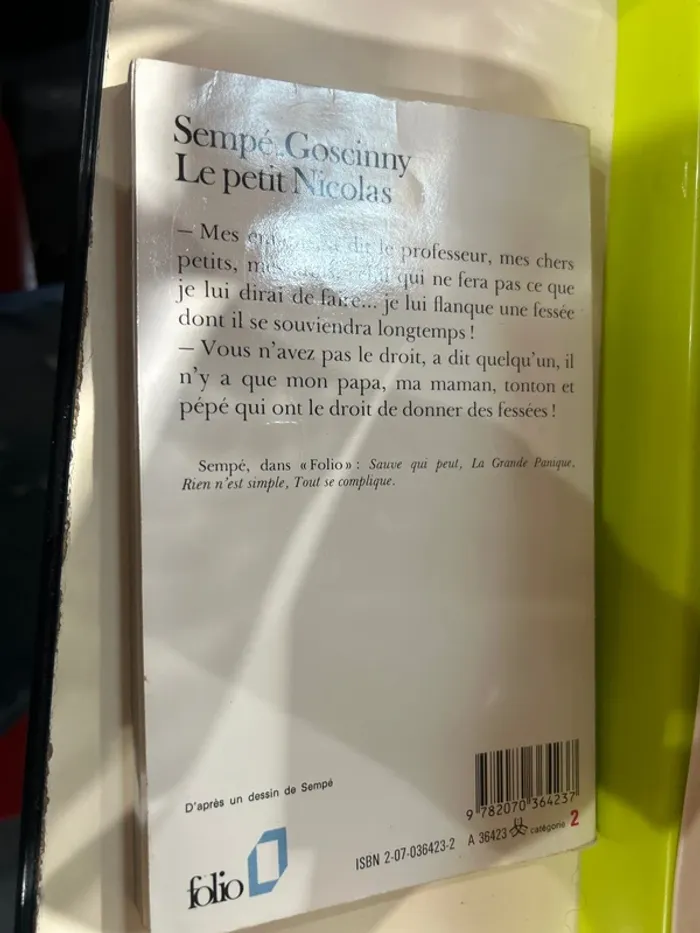 Sempé Goscinny
Le petit Nicolas
– Mes dit le professeur, mes chers
petits, qui ne fera pas ce que
je lui dirai de faire... je lui flanque une fessée
dont il se souviendra longtemps !
– Vous n'avez pas le droit, a dit quelqu'un, il
n'y a que mon papa, ma maman, tonton et
pépé qui ont le droit de donner des fessées !
Sempé, dans « Folio » : Sauve qui peut, La Grande Panique,
Rien n'est simple, Tout se complique.
D'après un dessin de Sempé
9 782070 364237
ISBN 2-07-036423-2 A 36423 catégorie 2
folio